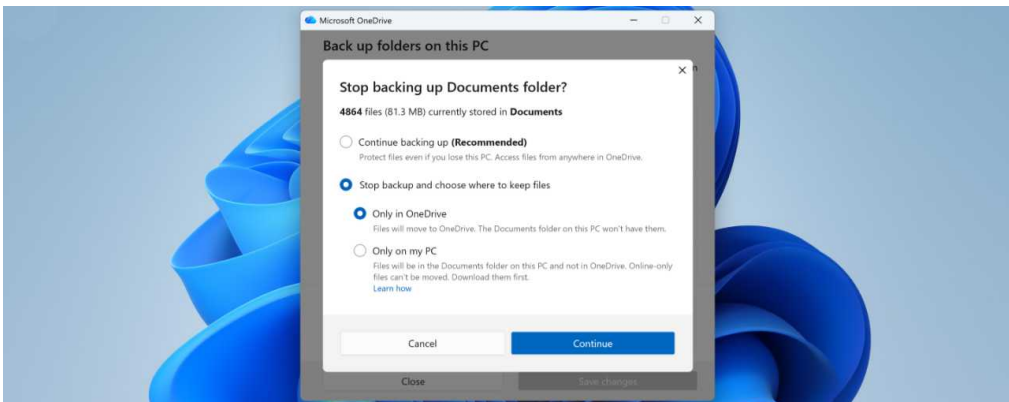 Microsoft OneDrive
Back up folders on this PC
n
Stop backing up Documents folder?
4864 files (81.3 MB) currently stored in Documents
Continue backing up (Recommended)
Protect files even if you lose this PC. Access files from anywhere in OneDrive.
Stop backup and choose where to keep files
Only in OneDrive
Files will move to OneDrive. The Documents folder on this PC won't have them.
Only on my PC
Files will be in the Documents folder on this PC and not in OneDrive. Online-only
files can't be moved. Download them first.
Learn how
Cancel
Continue
Close
Save changes